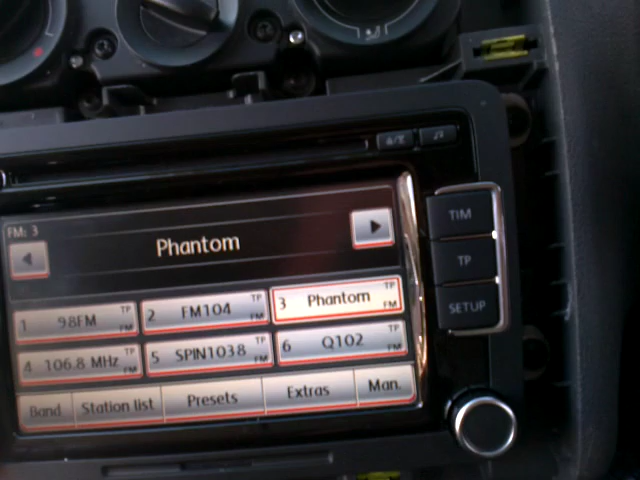 FM: 3
Phantom
TIM
TP
SETUP
1 98FM TP FM
2 FM104 TP FM
3 Phantom TP FM
4 106.8 MHz TP FM
5 SPIN1038 TP FM
6 Q102 TP FM
Band Station list Presets Extras Man.